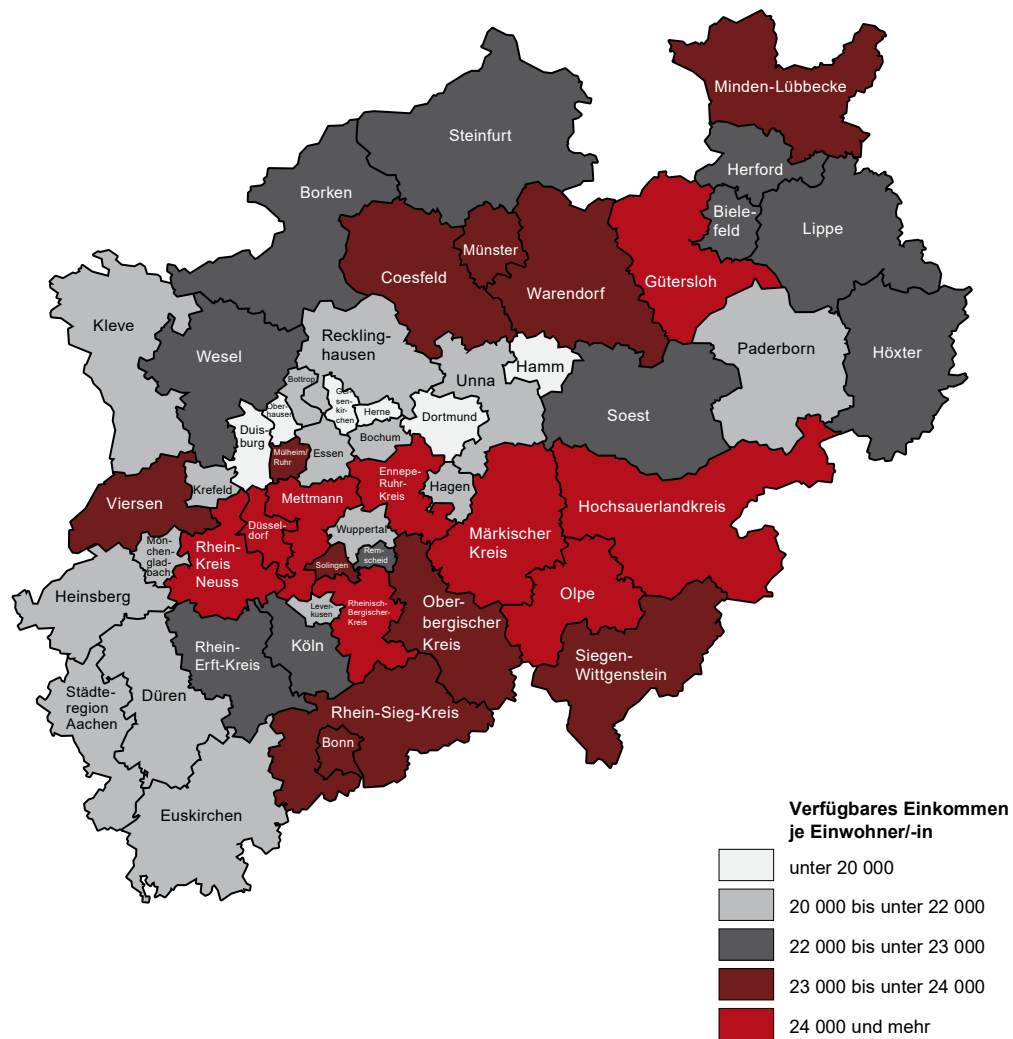 Minden-Lübbecke
Steinfurt
Herford
Borken
Biele-
feld
Lippe
Münster
Coesfeld
Gütersloh
Warendorf
Kleve
Reckling-
hausen
Wesel
Paderborn
Höxter
Hamm
Unna
Bottrop
Gel-
senkir-
chen
Ober-
hausen
Herne
Dortmund
Soest
Duis-
burg
Bochum
Mülheim/
Ruhr
Essen
Ennepe-
Ruhr-
Kreis
Hagen
Krefeld
Viersen
Mettmann
Hochsauerlandkreis
Düssel-
dorf
Wuppertal
Märkischer
Kreis
Mön-
chen-
glad-
bach
Rhein-
Kreis
Neuss
Rem-
scheid
Solingen
Heinsberg
Lever-
kusen
Rheinisch-
Bergischer-
Kreis
Ober-
bergischer
Kreis
Olpe
Rhein-
Erft-Kreis
Köln
Siegen-
Wittgenstein
Städte-
region
Aachen
Düren
Rhein-Sieg-Kreis
Bonn
Euskirchen
Verfügbares Einkommen
je Einwohner/-in
unter 20 000
20 000 bis unter 22 000
22 000 bis unter 23 000
23 000 bis unter 24 000
24 000 und mehr